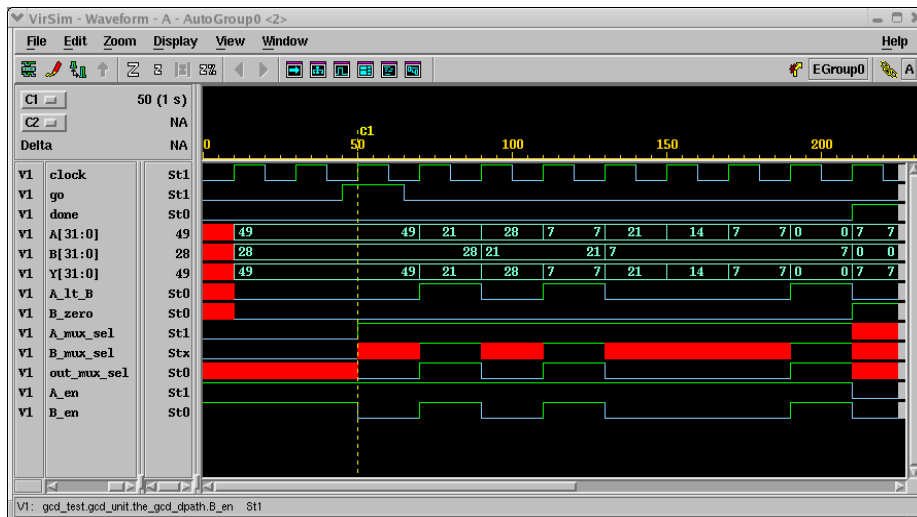 VirSim - Waveform - A - AutoGroup0 <2>
File Edit Zoom Display View Window Help
EGroup0 A
C1 50 (1 s)
C2 NA
Delta NA
C1
0 50 100 150 200
V1 clock St1
V1 go St1
V1 done St0
V1 A[31:0] 49 49 49 21 28 7 7 21 14 7 7 0 0 7 7
V1 B[31:0] 28 28 28 21 21 7 7 0 0
V1 Y[31:0] 49 49 49 21 28 7 7 21 14 7 7 0 0 7 7
V1 A_lt_B St0
V1 B_zero St0
V1 A_mux_sel St1
V1 B_mux_sel Stx
V1 out_mux_sel St0
V1 A_en St1
V1 B_en St0
V1: gcd_test.gcd_unit.the_gcd_dpath.B_en St1